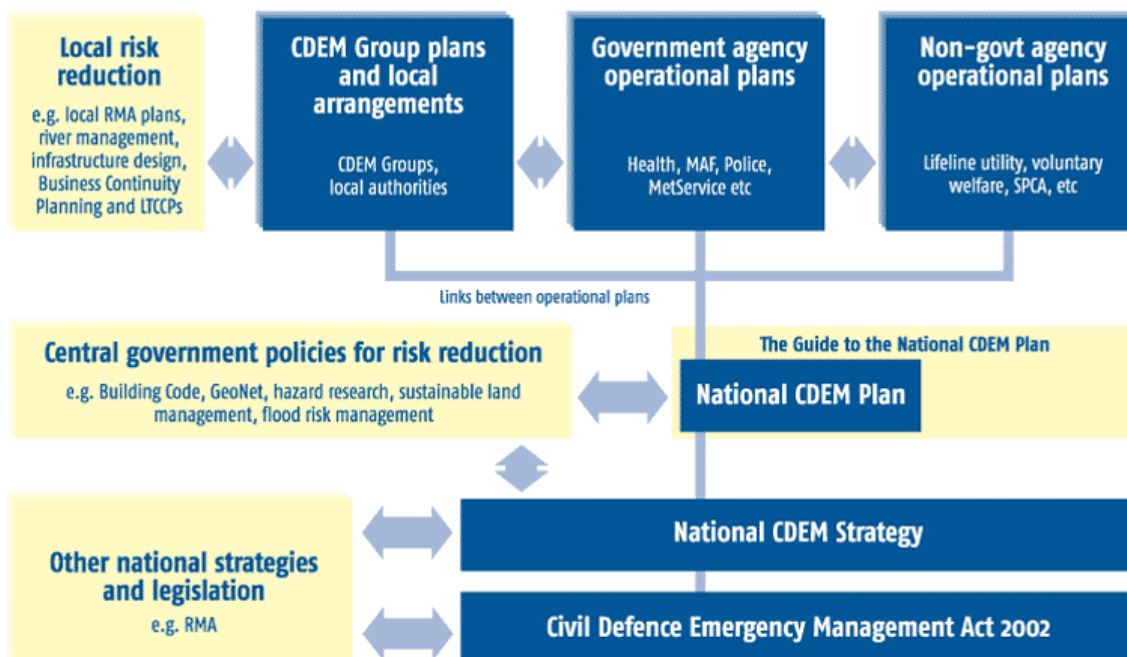 Local risk
reduction
e.g. local RMA plans,
river management,
infrastructure design,
Business Continuity
Planning and LTCCPs
CDEM Group plans
and local
arrangements
CDEM Groups,
local authorities
Government agency
operational plans
Health, MAF, Police,
MetService etc
Non-govt agency
operational plans
Lifeline utility, voluntary
welfare, SPCA, etc
Links between operational plans
Central government policies for risk reduction
e.g. Building Code, GeoNet, hazard research, sustainable land
management, flood risk management
The Guide to the National CDEM Plan
National CDEM Plan
Other national strategies
and legislation
e.g. RMA
National CDEM Strategy
Civil Defence Emergency Management Act 2002